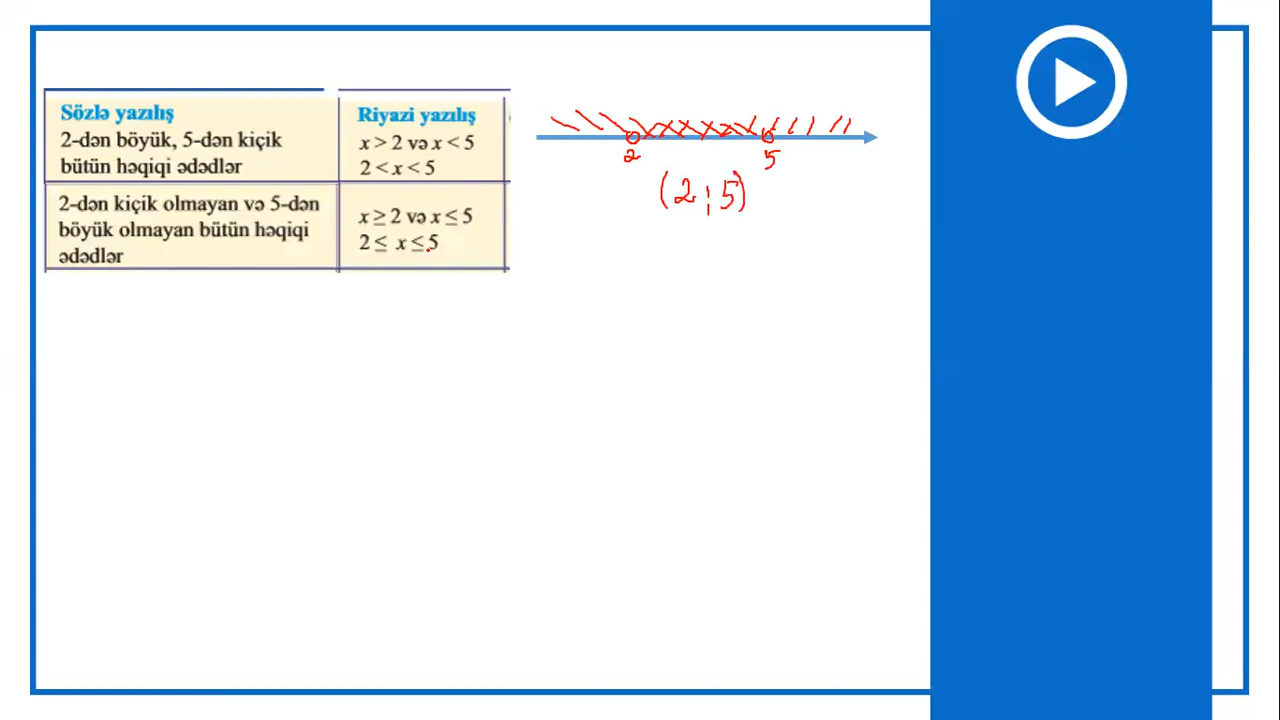 Sözlə yazılış
2-dən böyük, 5-dən kiçik
bütün həqiqi ədədlər
Riyazi yazılış
x > 2 və x < 5
2 < x < 5
2 5
(2;5)
2-dən kiçik olmayan və 5-dən
böyük olmayan bütün həqiqi
ədədlər
x ≥ 2 və x ≤ 5
2 ≤ x ≤ 5